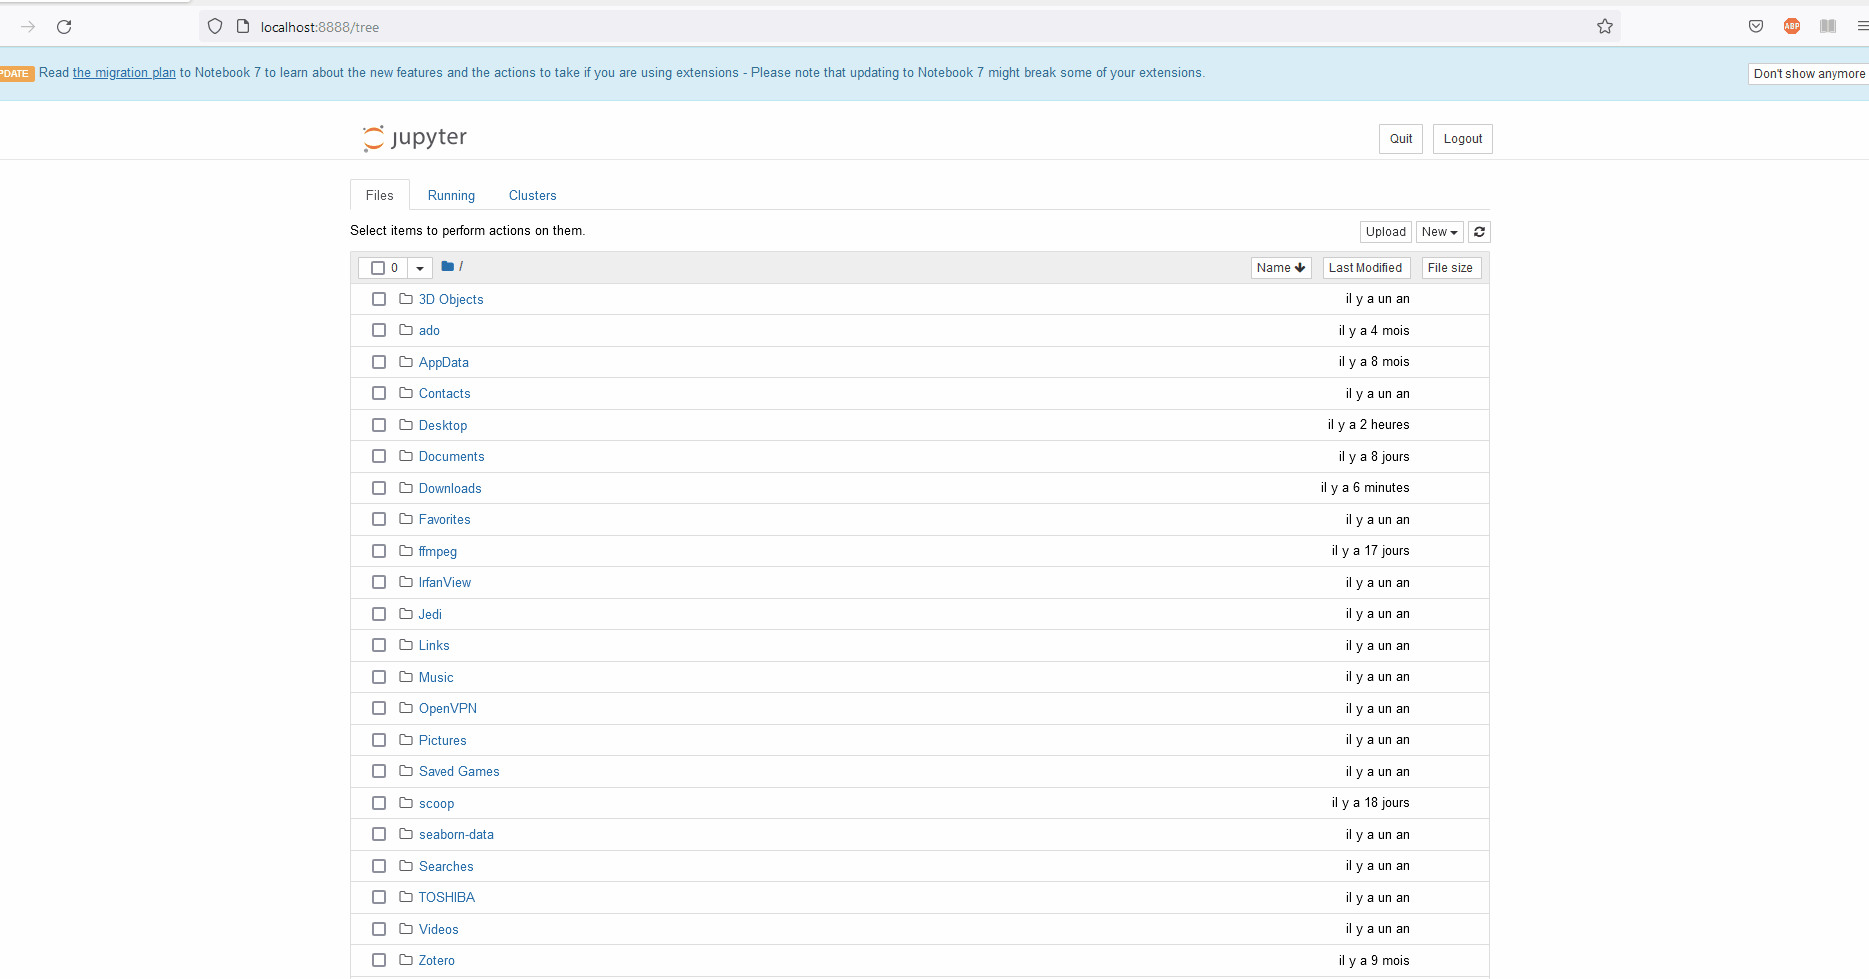 localhost:8888/tree
ABP
PDATE Read the migration plan to Notebook 7 to learn about the new features and the actions to take if you are using extensions - Please note that updating to Notebook 7 might break some of your extensions.
Don't show anymore
jupyter
Quit Logout
Files Running Clusters
Select items to perform actions on them.
Upload New
0 /
Name Last Modified File size
3D Objects il y a un an
ado il y a 4 mois
AppData il y a 8 mois
Contacts il y a un an
Desktop il y a 2 heures
Documents il y a 8 jours
Downloads il y a 6 minutes
Favorites il y a un an
ffmpeg il y a 17 jours
IrfanView il y a un an
Jedi il y a un an
Links il y a un an
Music il y a un an
OpenVPN il y a un an
Pictures il y a un an
Saved Games il y a un an
scoop il y a 18 jours
seaborn-data il y a un an
Searches il y a un an
TOSHIBA il y a un an
Videos il y a un an
Zotero il y a 9 mois